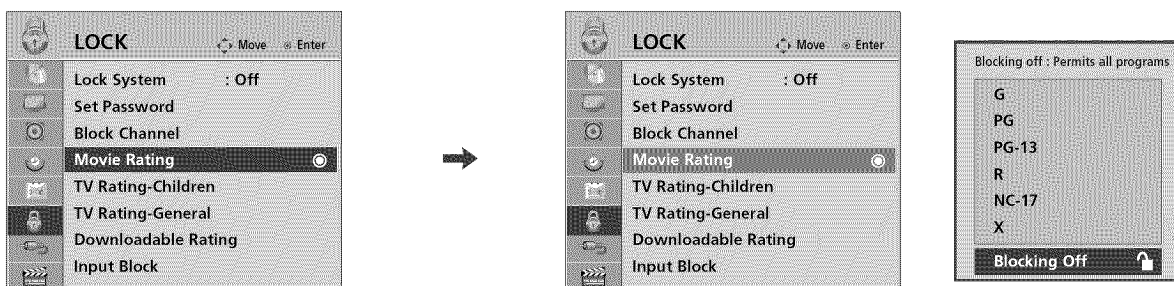 LOCK
Move Enter
Lock System : Off
Set Password
Block Channel
Movie Rating
TV Rating-Children
TV Rating-General
Downloadable Rating
Input Block
LOCK
Move Enter
Lock System : Off
Set Password
Block Channel
Movie Rating
TV Rating-Children
TV Rating-General
Downloadable Rating
Input Block
Blocking off : Permits all programs
G
PG
PG-13
R
NC-17
X
Blocking Off